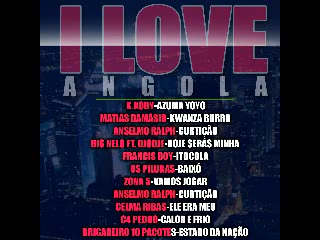 I LOVE
ANGOLA
K.KOBY-AZUMA YOYO
MATIAS DAMÁSIO-KWANZA BURRO
ANSELMO RALPH-CURTIÇÃO
BIG NELO FT. DJODJE-HOJE SERÁS MINHA
FRANCIS BOY-ITOCOLA
OS PILUKAS-BAIXÓ
ZONA 5-VAMOS JOGAR
ANSELMO RALPH-CURTIÇÃO
CELMA RIBAS-ELE ERA MEU
C4 PEDRO-CALOR E FRIO
BRIGADEIRO 10 PACOTES-ESTADO DA NAÇÃO